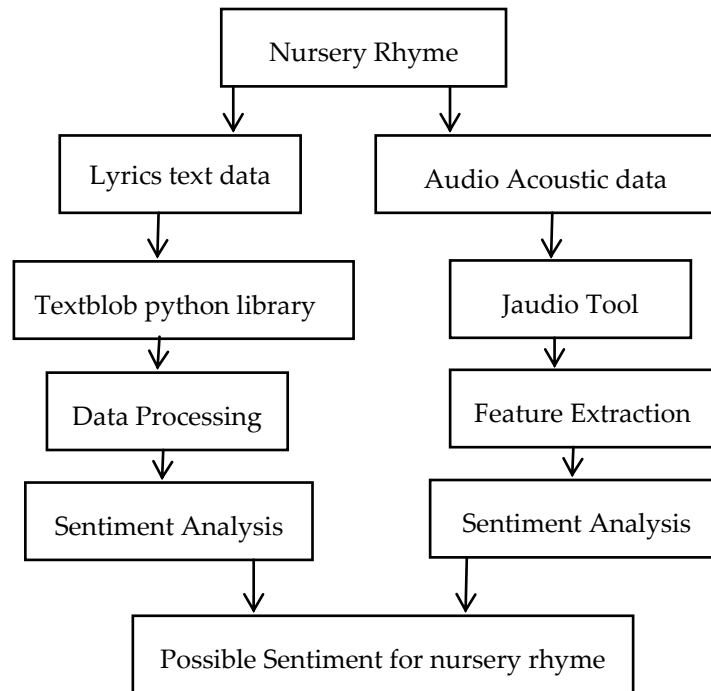 Nursery Rhyme
Lyrics text data
Audio Acoustic data
Textblob python library
Jaudio Tool
Data Processing
Feature Extraction
Sentiment Analysis
Sentiment Analysis
Possible Sentiment for nursery rhyme